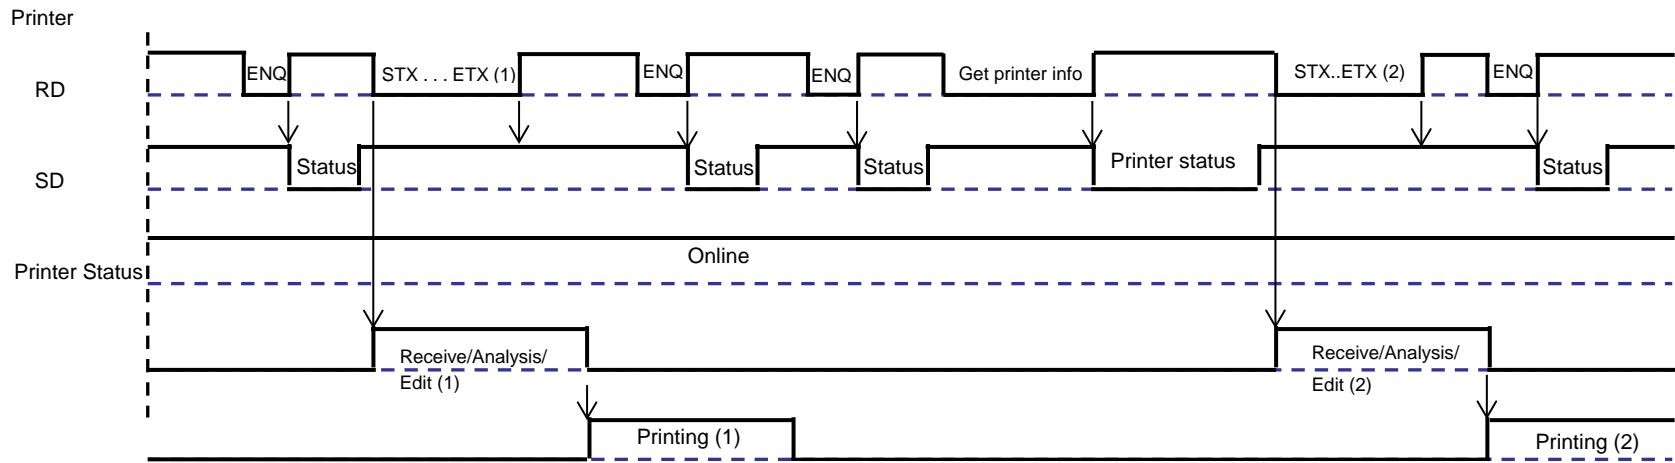 Printer
RD
ENQ
STX . . . ETX (1)
ENQ
ENQ
Get printer info
STX..ETX (2)
ENQ
SD
Status
Status
Status
Printer status
Status
Printer Status
Online
Receive/Analysis/
Edit (1)
Receive/Analysis/
Edit (2)
Printing (1)
Printing (2)